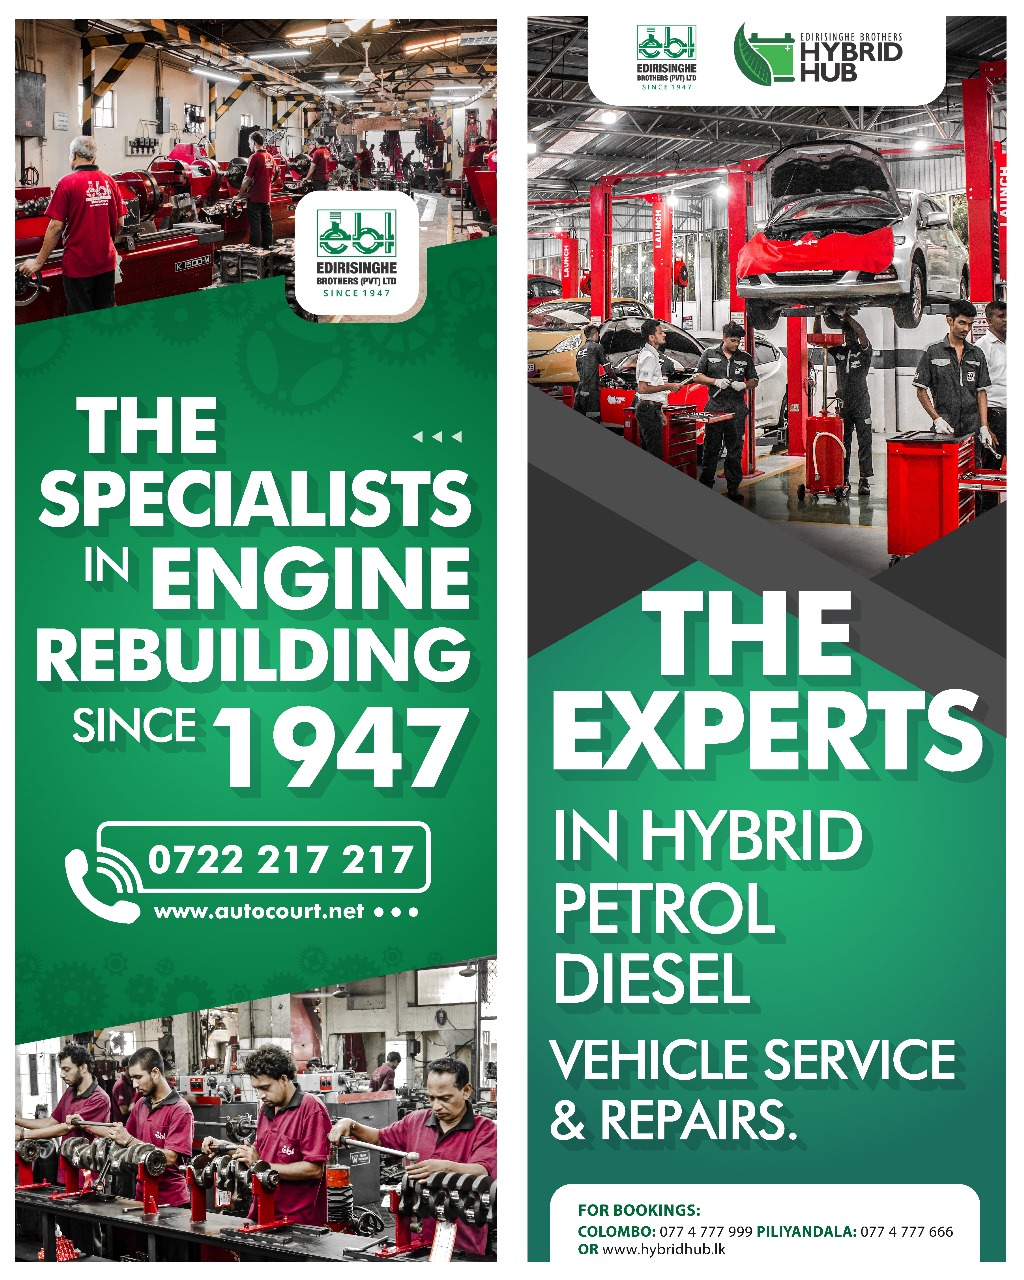 K 1500-M
ebl
EDIRISINGHE
BROTHERS (PVT) LTD
SINCE 1947
THE
SPECIALISTS
IN ENGINE
REBUILDING
SINCE 1947
0722 217 217
www.autocourt.net
ebl
EDIRISINGHE
BROTHERS (PVT) LTD
SINCE 1947
EDIRISINGHE BROTHERS
HYBRID
HUB
LAUNCH
LAUNCH
LAUNCH
THE
EXPERTS
IN HYBRID
PETROL
DIESEL
VEHICLE SERVICE
& REPAIRS.
FOR BOOKINGS:
COLOMBO: 077 4 777 999 PILIYANDALA: 077 4 777 666
OR www.hybridhub.lk